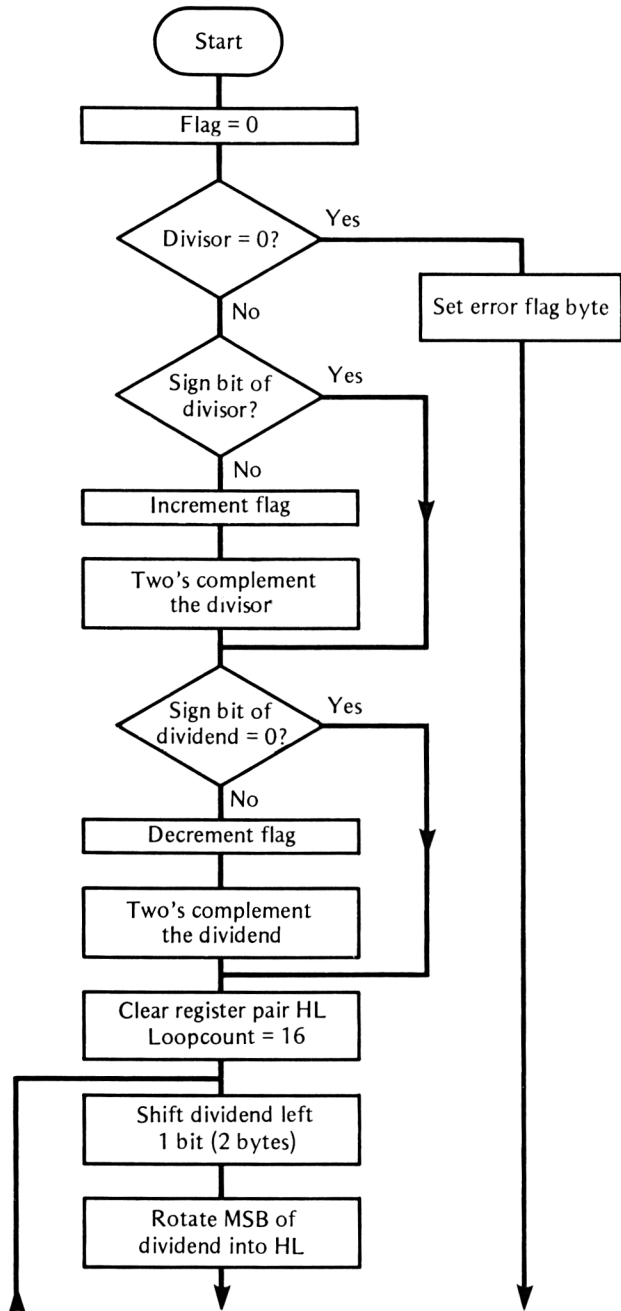 Start
Flag = 0
Divisor = 0?
Yes
Set error flag byte
No
Sign bit of
divisor?
Yes
No
Increment flag
Two's complement
the divisor
Sign bit of
dividend = 0?
Yes
No
Decrement flag
Two's complement
the dividend
Clear register pair HL
Loopcount = 16
Shift dividend left
1 bit (2 bytes)
Rotate MSB of
dividend into HL